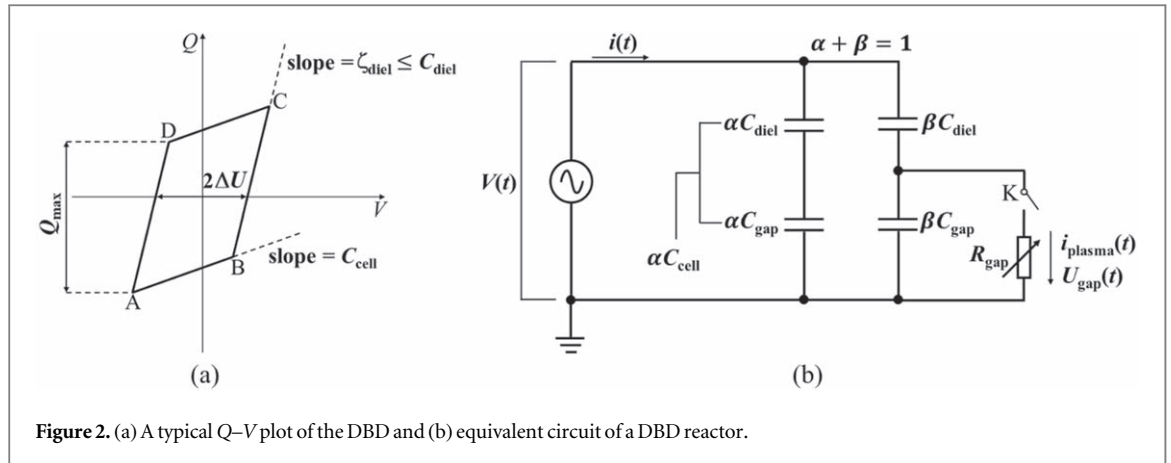 Q
slope = ζdiel ≤ Cdiel
C
D
2ΔU
V
Qmax
B
slope = Ccell
A
(a)
i(t)
α + β = 1
αCdiel
βCdiel
V(t)
K
αCgap
βCgap
αCcell
Rgap
iplasma(t)
Ugap(t)
(b)
Figure 2. (a) A typical Q–V plot of the DBD and (b) equivalent circuit of a DBD reactor.